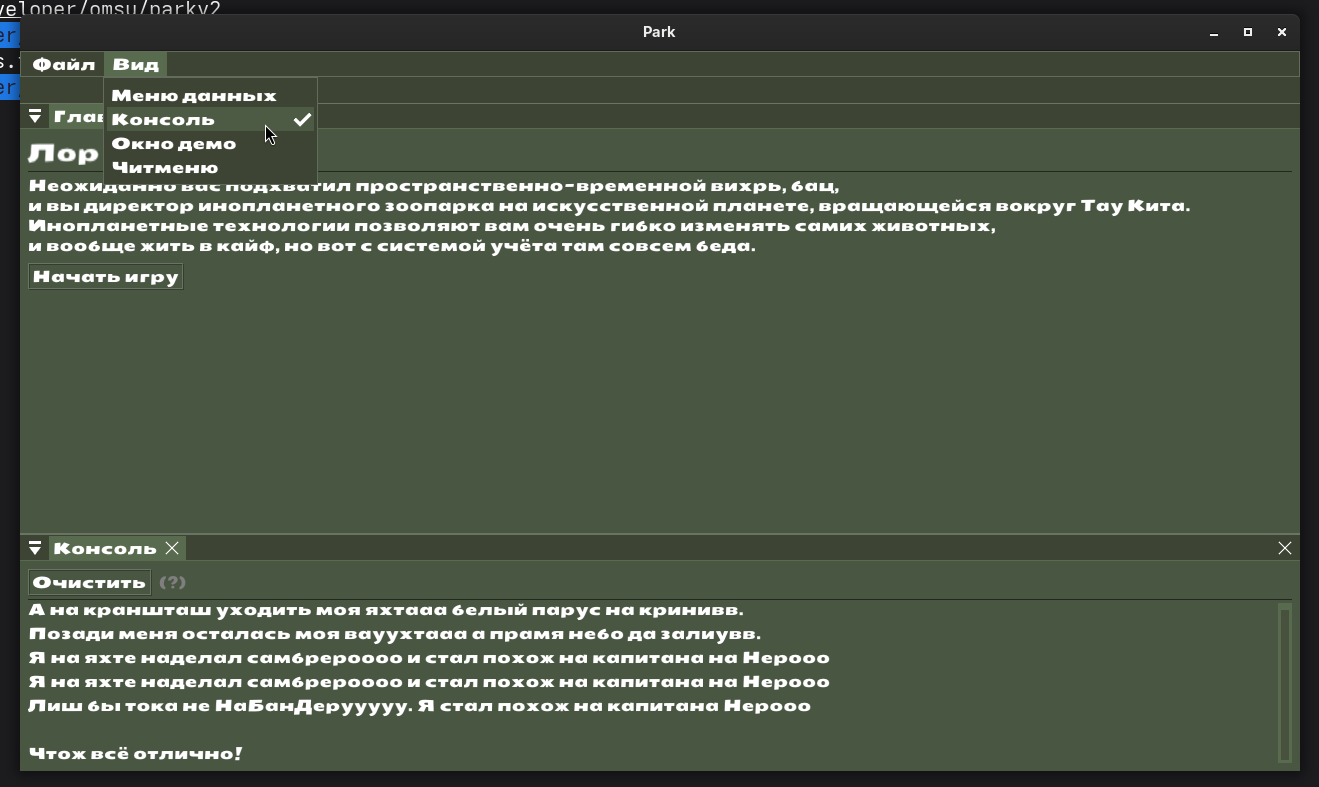 veloper/omsu/parkv2
Park
er
s.
er
Файл Вид
Меню данных
Консоль
Окно демо
Читменю
Глав
Лор
Неожиданно вас подхватил пространственно-временной вихрь, бац,
и вы директор инопланетного зоопарка на искусственной планете, вращающейся вокруг Тау Кита.
Инопланетные технологии позволяют вам очень гибко изменять самих животных,
и вообще жить в кайф, но вот с системой учёта там совсем беда.
Начать игру
Консоль
Очистить (?)
А на краншташ уходить моя яхтааа белый парус на кринивв.
Позади меня осталась моя вауухтааа а прамя небо да залиувв.
Я на яхте наделал самбрероооо и стал похож на капитана на Нерооо
Я на яхте наделал самбрероооо и стал похож на капитана на Нерооо
Лиш бы тока не НаБанДерууууу. Я стал похож на капитана Нерооо
Чтож всё отлично!